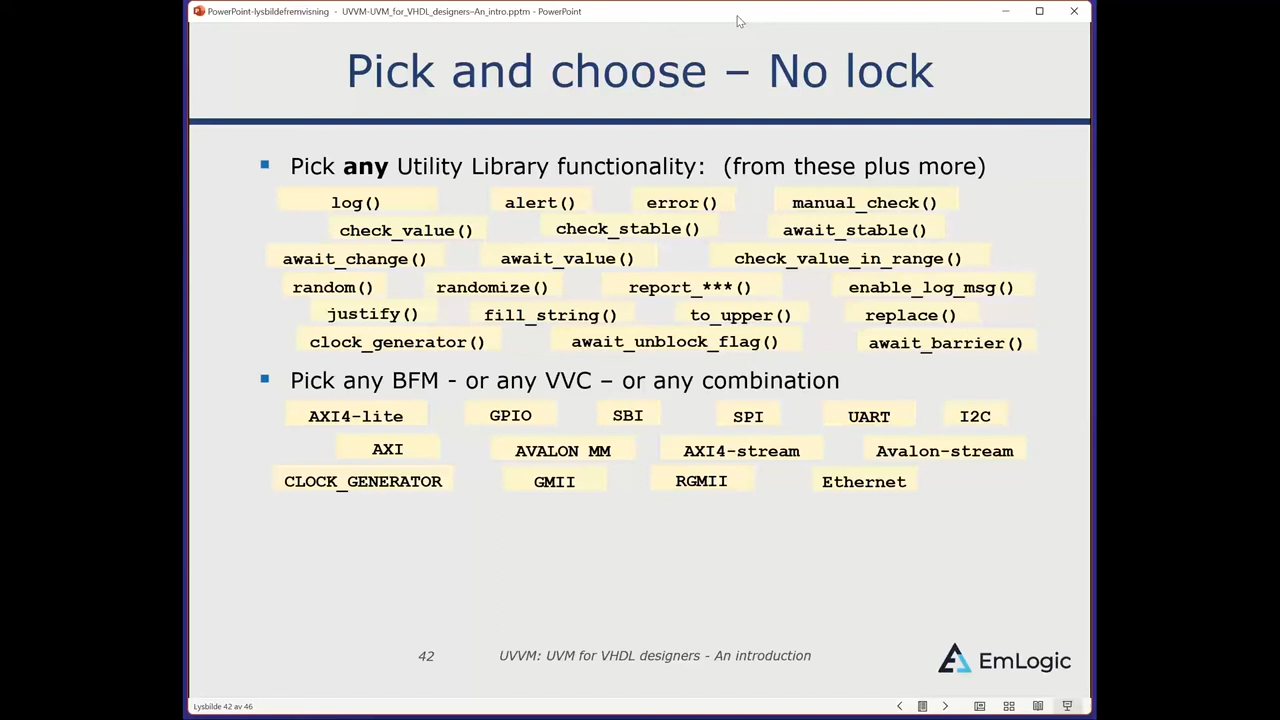 PowerPoint-lysbildefremvisning - UVVM-UVM_for_VHDL_designers–An_intro.pptm - PowerPoint
Pick and choose – No lock
Pick any Utility Library functionality: (from these plus more)
log() alert() error() manual_check()
check_value() check_stable() await_stable()
await_change() await_value() check_value_in_range()
random() randomize() report_***() enable_log_msg()
justify() fill_string() to_upper() replace()
clock_generator() await_unblock_flag() await_barrier()
Pick any BFM - or any VVC – or any combination
AXI4-lite GPIO SBI SPI UART I2C
AXI AVALON MM AXI4-stream Avalon-stream
CLOCK_GENERATOR GMII RGMII Ethernet
42 UVVM: UVM for VHDL designers - An introduction
EmLogic
Lysbilde 42 av 46